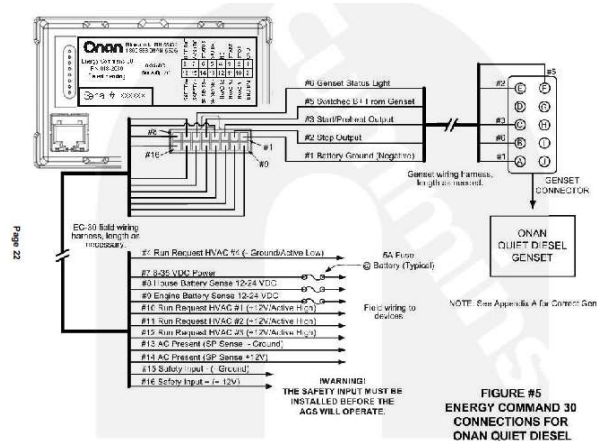 Onan
Serial #: xxxxxx
#8
#16
#1
#9
#6 Genset Status Light
#5 Switched B+ From Genset
#3 Start/Preheat Output
#2 Stop Output
#1 Battery Ground (Negative)
Genset wiring harness,
length as needed.
#5
#2
#3
#6
#1
E F
D G
C H
B I
A J
GENSET
CONNECTOR
ONAN
QUIET DIESEL
GENSET
NOTE: See Appendix A for Correct Gen
EC-30 field wiring
harness, length as
necessary.
#4 Run Request HVAC #4 (- Ground/Active Low)
#7 8-35 VDC Power
#8 House Battery Sense 12-24 VDC
#9 Engine Battery Sense 12-24 VDC
#10 Run Request HVAC #1 (+12V/Active High)
#11 Run Request HVAC #2 (+12V/Active High)
#12 Run Request HVAC #3 (+12V/Active High)
#13 AC Present (SP Sense - Ground)
#14 AC Present (SP Sense +12V)
#15 Safety Input - (- Ground)
#16 Safety Input – (+ 12V)
5A Fuse
@ Battery (Typical)
Field wiring to
devices
!WARNING!
THE SAFETY INPUT MUST BE
INSTALLED BEFORE THE
AGS WILL OPERATE.
FIGURE #5
ENERGY COMMAND 30
CONNECTIONS FOR
ONAN QUIET DIESEL
Page 22